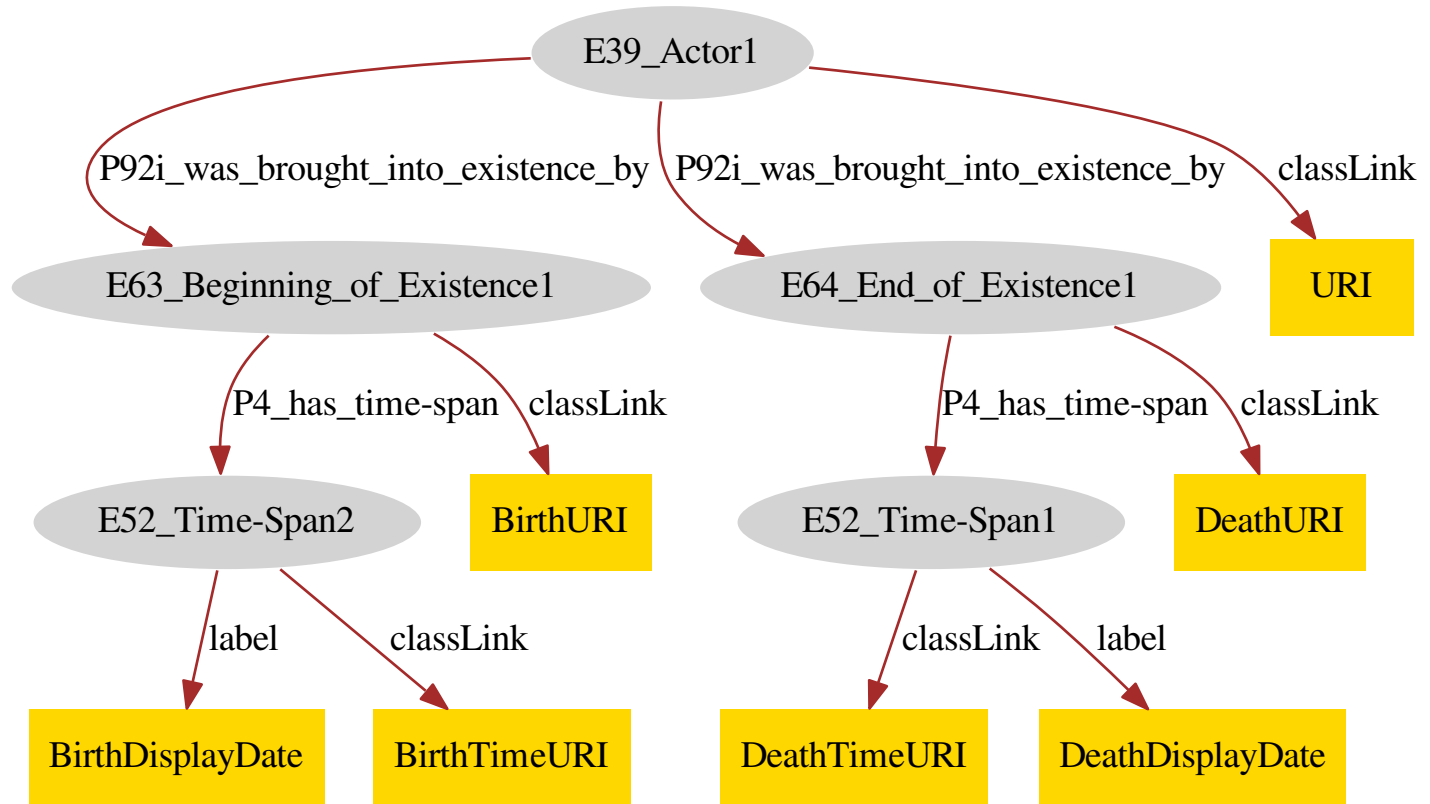 E39_Actor1
P92i_was_brought_into_existence_by P92i_was_brought_into_existence_by classLink
E63_Beginning_of_Existence1 E64_End_of_Existence1 URI
P4_has_time-span classLink P4_has_time-span classLink
E52_Time-Span2 BirthURI E52_Time-Span1 DeathURI
label classLink classLink label
BirthDisplayDate BirthTimeURI DeathTimeURI DeathDisplayDate